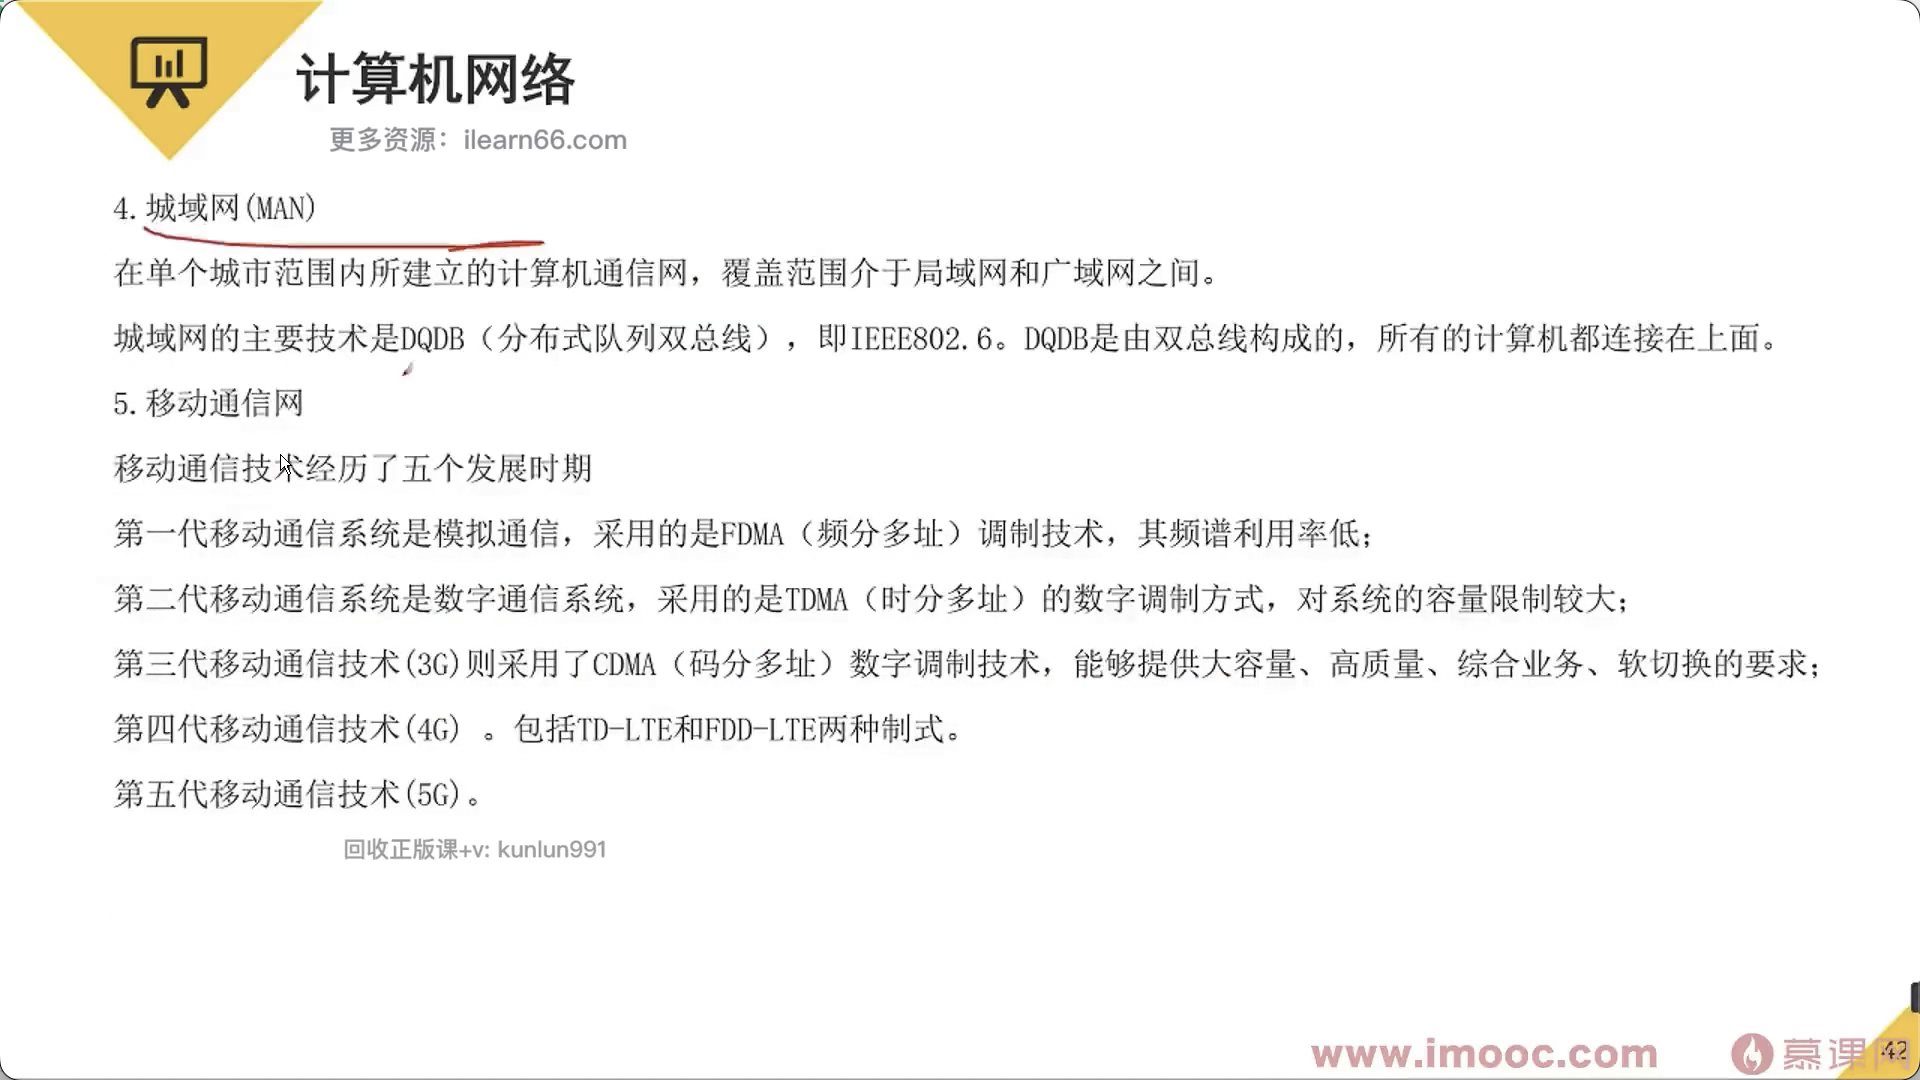 计算机网络
更多资源：ilearn66.com
4.城域网(MAN)
在单个城市范围内所建立的计算机通信网，覆盖范围介于局域网和广域网之间。
城域网的主要技术是DQDB（分布式队列双总线），即IEEE802.6。DQDB是由双总线构成的，所有的计算机都连接在上面。
5.移动通信网
移动通信技术经历了五个发展时期
第一代移动通信系统是模拟通信，采用的是FDMA（频分多址）调制技术，其频谱利用率低；
第二代移动通信系统是数字通信系统，采用的是TDMA（时分多址）的数字调制方式，对系统的容量限制较大；
第三代移动通信技术(3G)则采用了CDMA（码分多址）数字调制技术，能够提供大容量、高质量、综合业务、软切换的要求；
第四代移动通信技术(4G) 。包括TD-LTE和FDD-LTE两种制式。
第五代移动通信技术(5G)。
回收正版课+v: kunlun991
www.imooc.com 慕课网
42